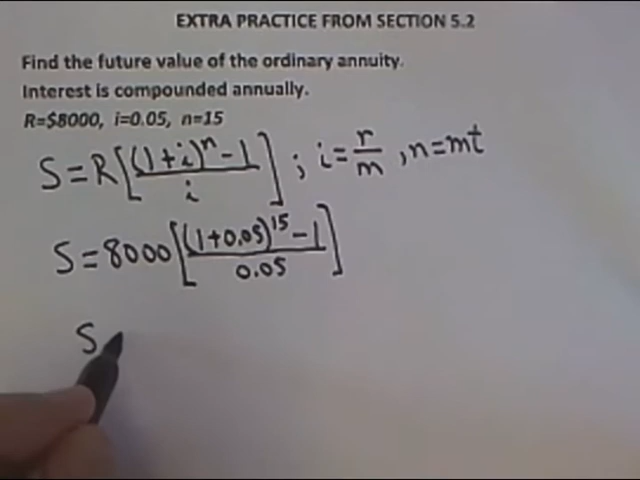 EXTRA PRACTICE FROM SECTION 5.2
Find the future value of the ordinary annuity.
Interest is compounded annually.
R=$8000, i=0.05, n=15
S=R[((1+i)^n-1)/i]; i=r/m, n=mt
S=8000[((1+0.05)^15-1)/0.05]
S